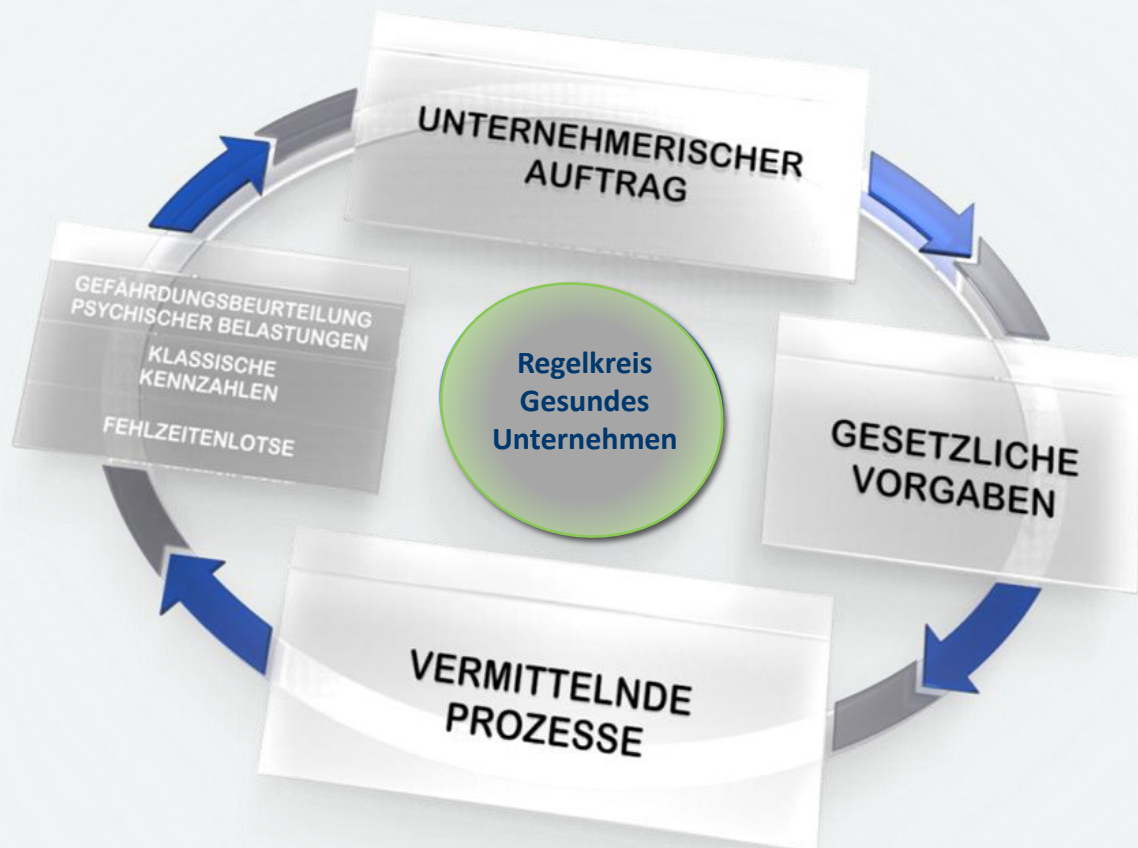 UNTERNEHMERISCHER
AUFTRAG
GEFÄHRDUNGSBEURTEILUNG
PSYCHISCHER BELASTUNGEN
KLASSISCHE
KENNZAHLEN
FEHLZEITENLOTSE
Regelkreis
Gesundes
Unternehmen
GESETZLICHE
VORGABEN
VERMITTELNDE
PROZESSE